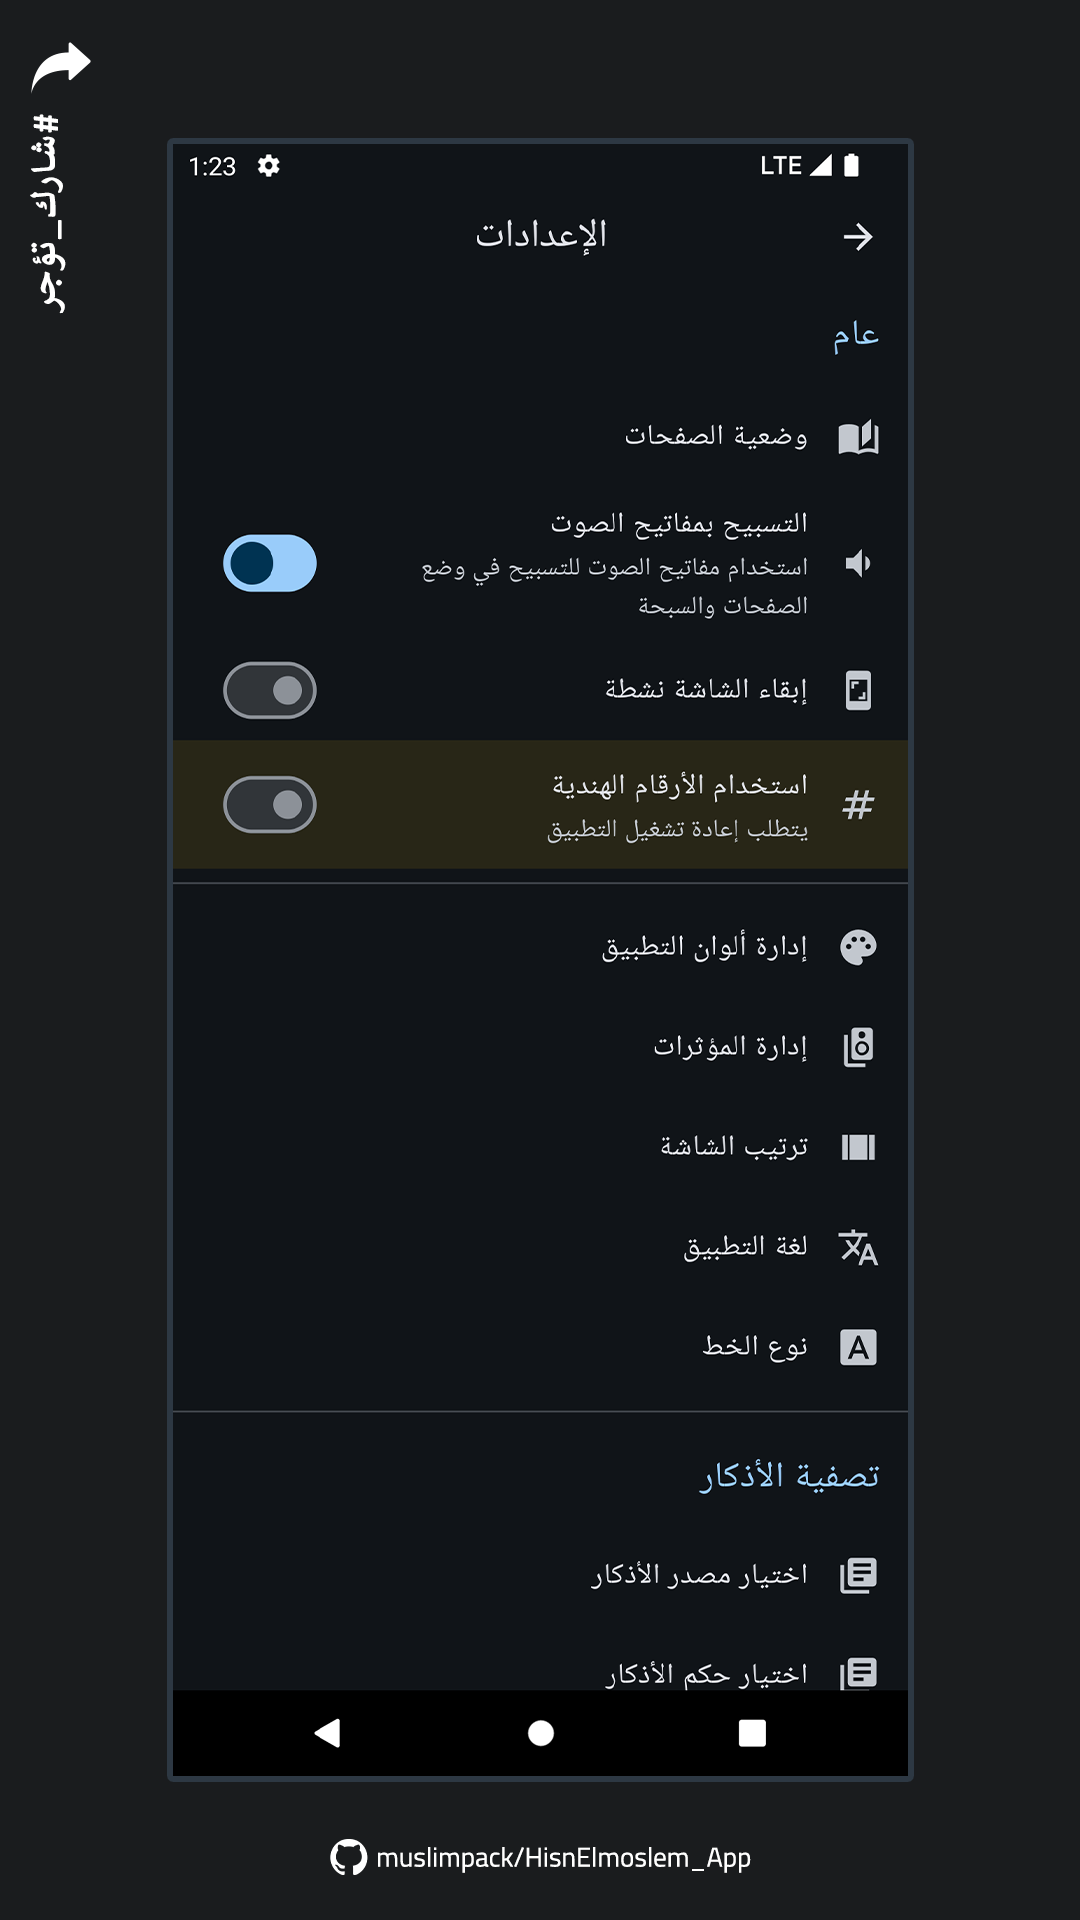 #شارك_تؤجر
1:23 LTE
الإعدادات
عام
وضعية الصفحات
التسبيح بمفاتيح الصوت
استخدام مفاتيح الصوت للتسبيح في وضع
الصفحات والسبحة
إبقاء الشاشة نشطة
استخدام الأرقام الهندية
يتطلب إعادة تشغيل التطبيق
إدارة ألوان التطبيق
إدارة المؤثرات
ترتيب الشاشة
لغة التطبيق
نوع الخط
تصفية الأذكار
اختيار مصدر الأذكار
اختيار حكم الأذكار
muslimpack/HisnElmoslem_App